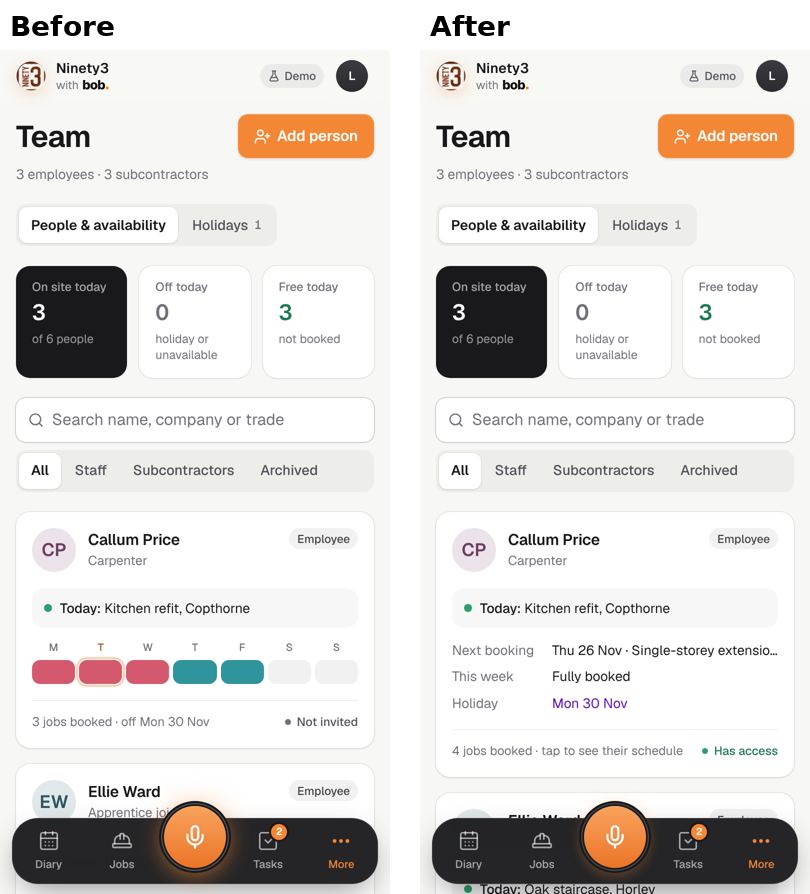 Before
NINETY 3
Ninety3
with bob.
Demo
L
Team
Add person
3 employees · 3 subcontractors
People & availability
Holidays 1
On site today
3
of 6 people
Off today
0
holiday or
unavailable
Free today
3
not booked
Search name, company or trade
All Staff Subcontractors Archived
CP
Callum Price
Carpenter
Employee
Today: Kitchen refit, Copthorne
M T W T F S S
3 jobs booked · off Mon 30 Nov
Not invited
EW
Ellie Ward
Apprentice
Employee
Diary
Jobs
2
Tasks
More
After
NINETY 3
Ninety3
with bob.
Demo
L
Team
Add person
3 employees · 3 subcontractors
People & availability
Holidays 1
On site today
3
of 6 people
Off today
0
holiday or
unavailable
Free today
3
not booked
Search name, company or trade
All Staff Subcontractors Archived
CP
Callum Price
Carpenter
Employee
Today: Kitchen refit, Copthorne
Next booking Thu 26 Nov · Single-storey extensio…
This week Fully booked
Holiday Mon 30 Nov
4 jobs booked · tap to see their schedule
Has access
Diary
Jobs
2
Tasks
More
Today: Oak staircase, Horley